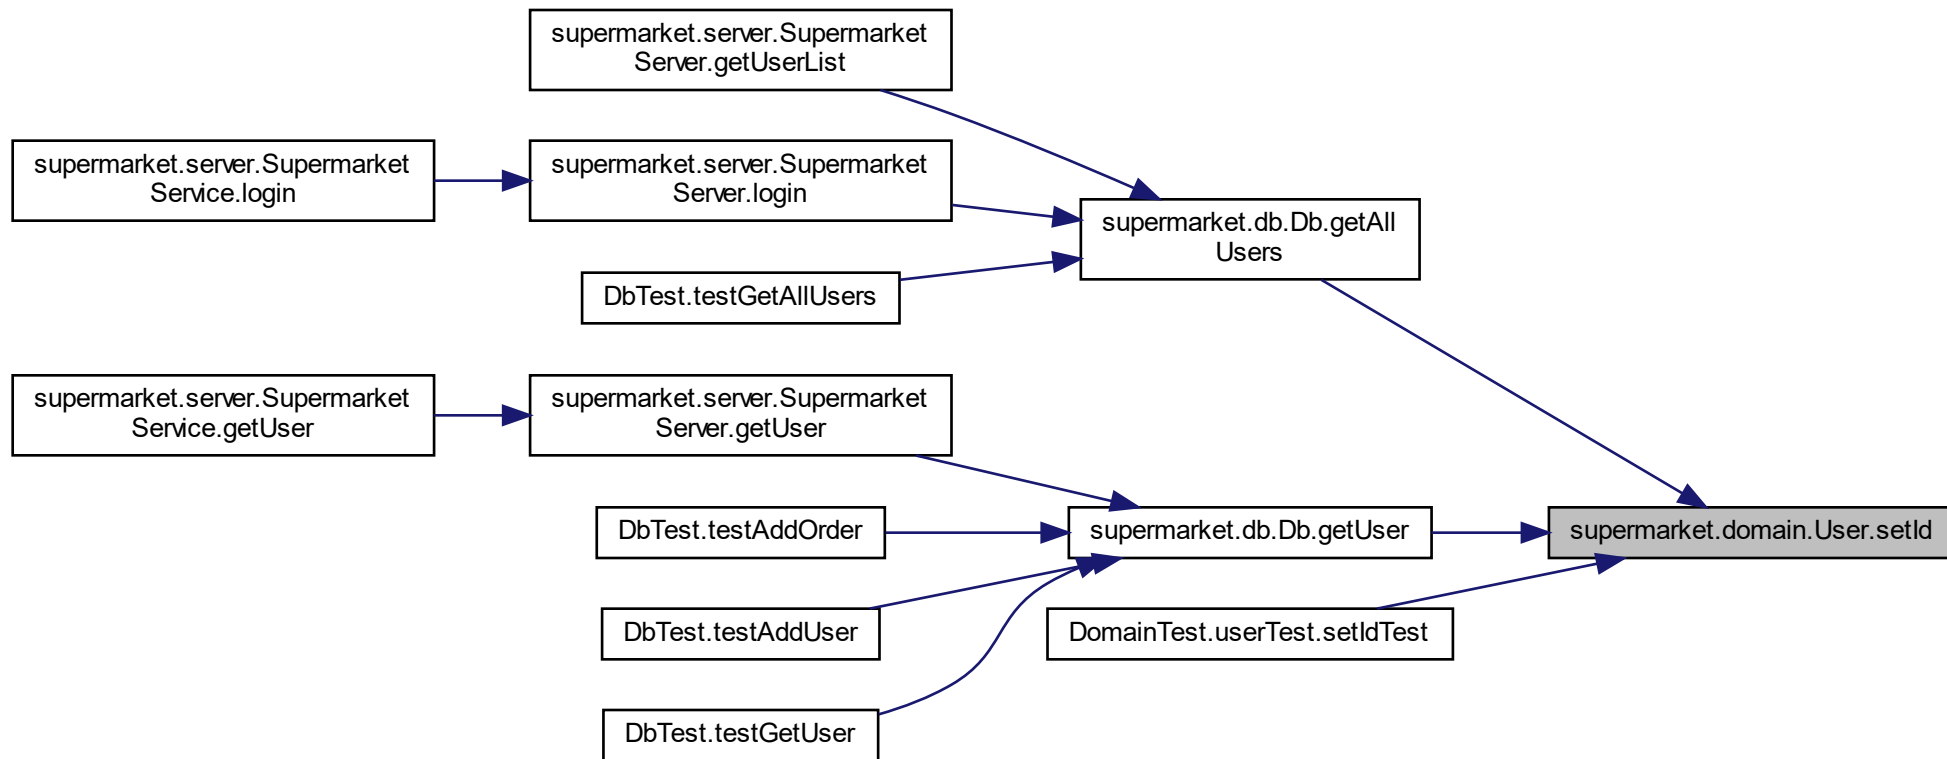 supermarket.server.Supermarket
Server.getUserList
supermarket.server.Supermarket
Service.login
supermarket.server.Supermarket
Server.login
supermarket.db.Db.getAll
Users
DbTest.testGetAllUsers
supermarket.server.Supermarket
Service.getUser
supermarket.server.Supermarket
Server.getUser
DbTest.testAddOrder
supermarket.db.Db.getUser
supermarket.domain.User.setId
DbTest.testAddUser
DomainTest.userTest.setIdTest
DbTest.testGetUser